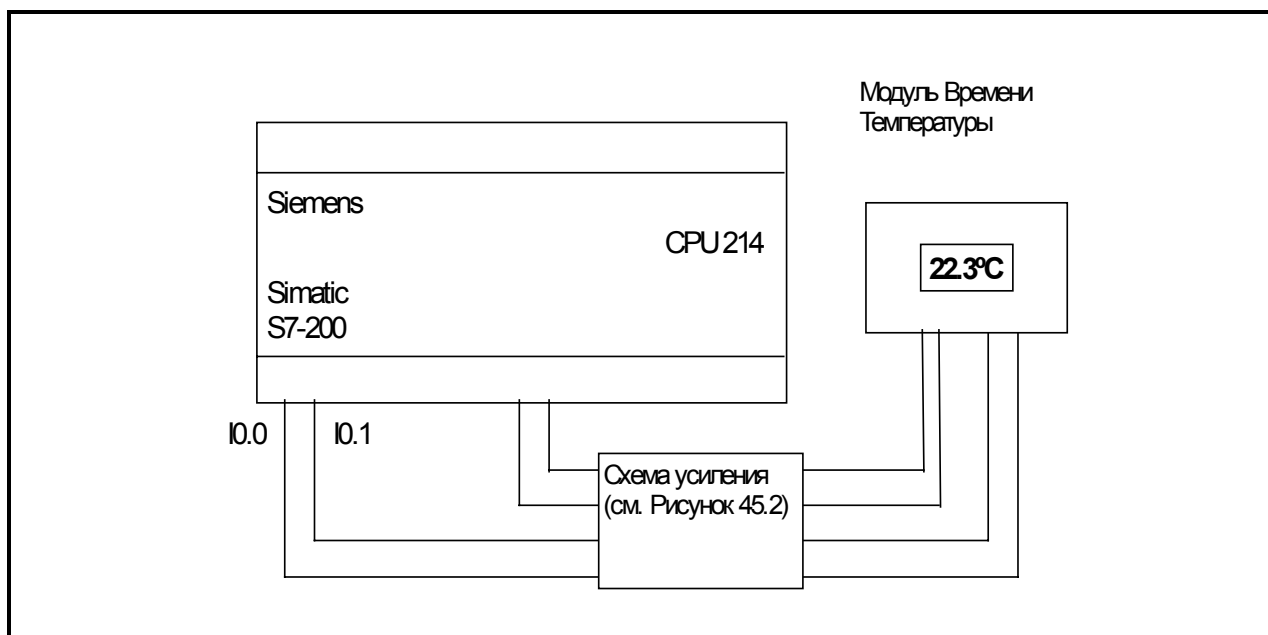 Модуль Времени
Температуры
Siemens
CPU 214
22.3ºC
Simatic
S7-200
I0.0
I0.1
Схема усиления
(см. Рисунок 45.2)